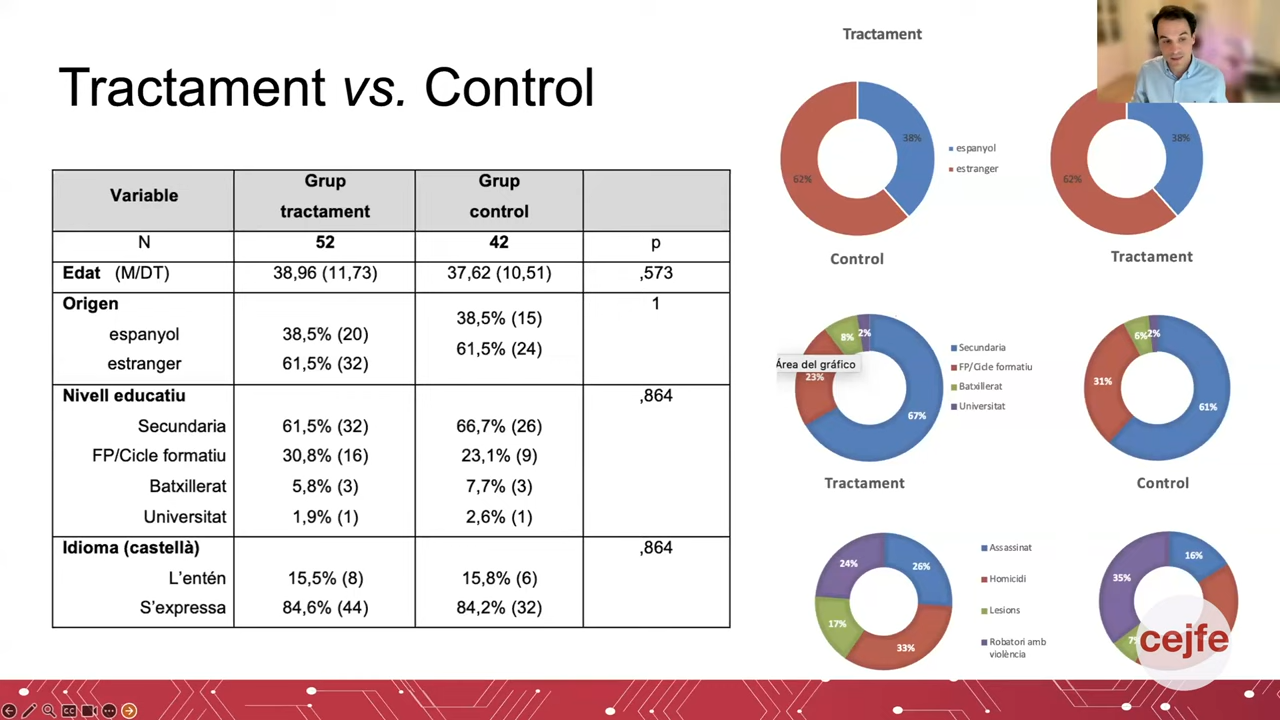 Tractament vs. Control
Variable
Grup
tractament
Grup
control
N
52
42
p
Edat (M/DT)
38,96 (11,73)
37,62 (10,51)
,573
Origen
1
espanyol
38,5% (20)
38,5% (15)
estranger
61,5% (32)
61,5% (24)
Nivell educatiu
,864
Secundaria
61,5% (32)
66,7% (26)
FP/Cicle formatiu
30,8% (16)
23,1% (9)
Batxillerat
5,8% (3)
7,7% (3)
Universitat
1,9% (1)
2,6% (1)
Idioma (castellà)
,864
L'entén
15,5% (8)
15,8% (6)
S'expressa
84,6% (44)
84,2% (32)
Tractament
38%
62%
espanyol
estranger
38%
62%
Control
Tractament
8%
2%
23%
67%
Área del gráfico
Secundaria
FP/Cicle formatiu
Batxillerat
Universitat
6%
2%
31%
61%
Tractament
Control
24%
26%
17%
33%
Assassinat
Homicidi
Lesions
Robatori amb
violència
35%
16%
7%
cejfe
CC